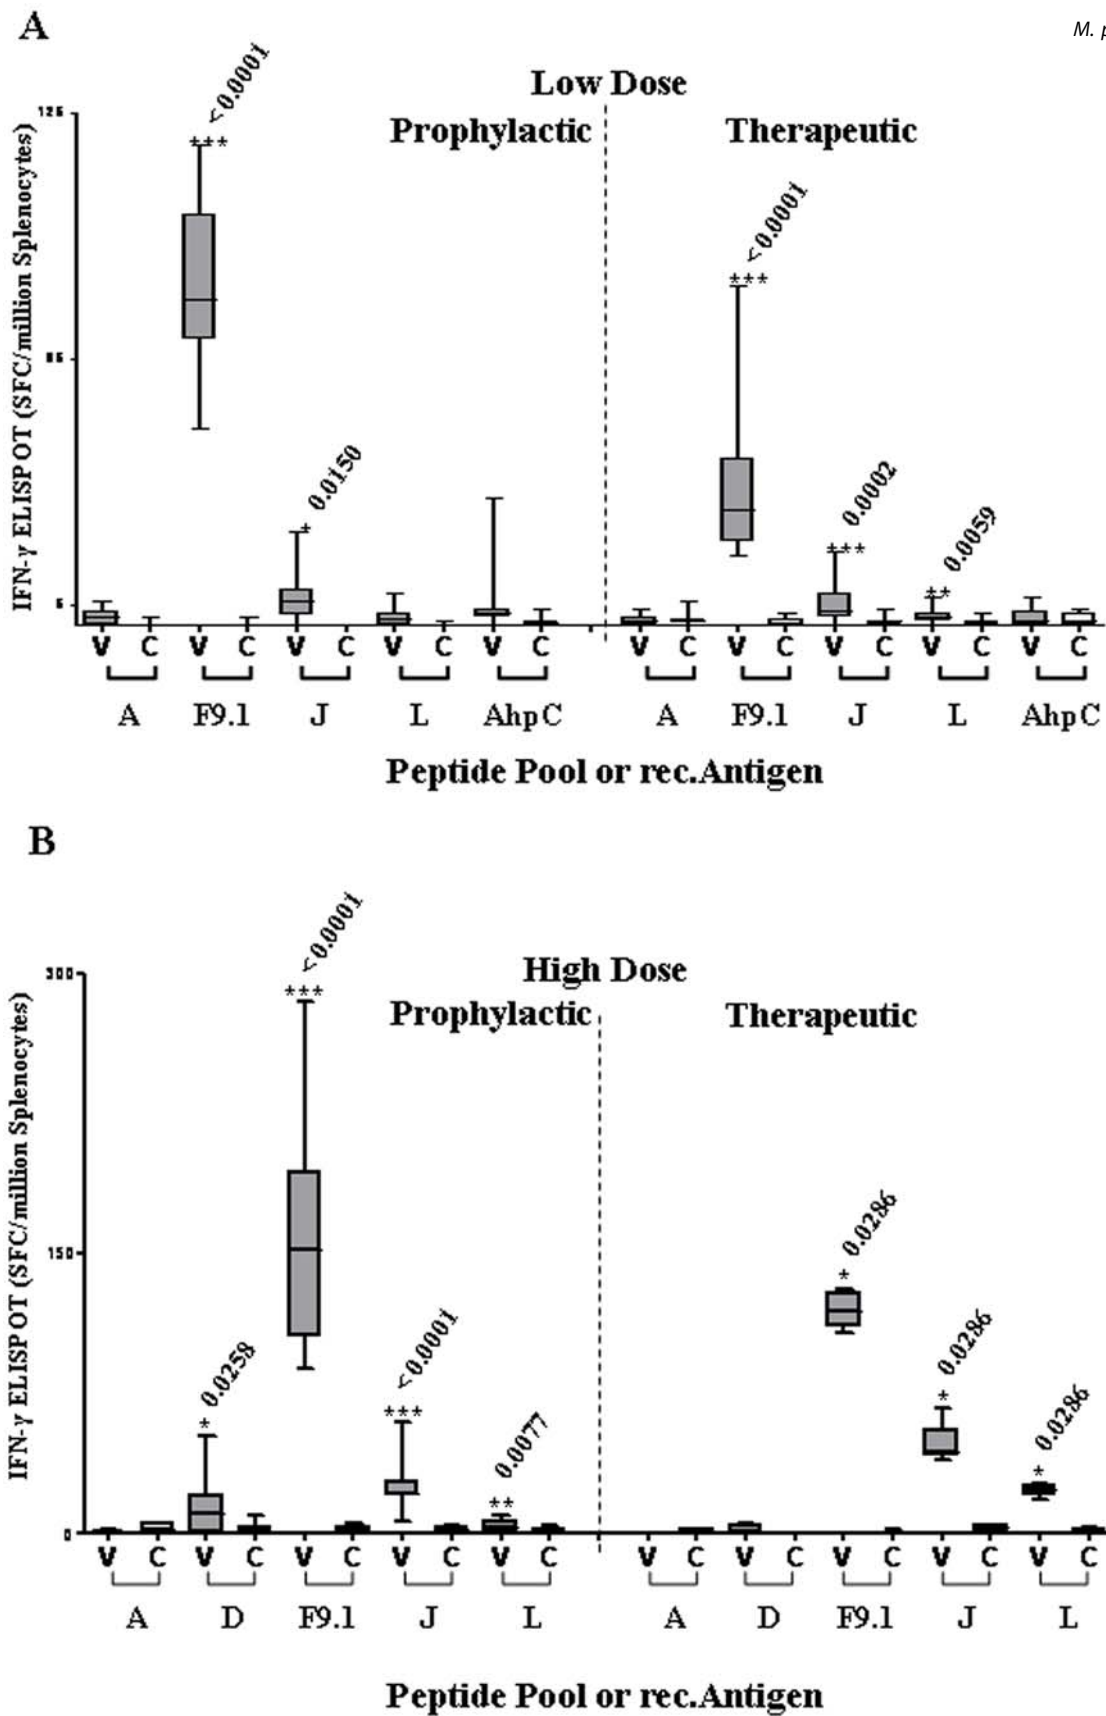 A
M. p
Low Dose
Prophylactic
Therapeutic
IFN-γ ELISPOT (SFC/million Splenocytes)
125
65
5
< 0.0001
***
0.0150
*
< 0.0001
***
0.0002
***
0.0059
**
V C V C V C V C V C V C V C V C V C V C
A F9.1 J L AhpC A F9.1 J L AhpC
Peptide Pool or rec.Antigen
B
High Dose
Prophylactic
Therapeutic
IFN-γ ELISPOT (SFC/million Splenocytes)
300
150
0
0.0258
*
< 0.0001
***
< 0.0001
***
0.0077
**
0.0286
*
0.0286
*
0.0286
*
V C V C V C V C V C V C V C V C V C V C
A D F9.1 J L A D F9.1 J L
Peptide Pool or rec.Antigen